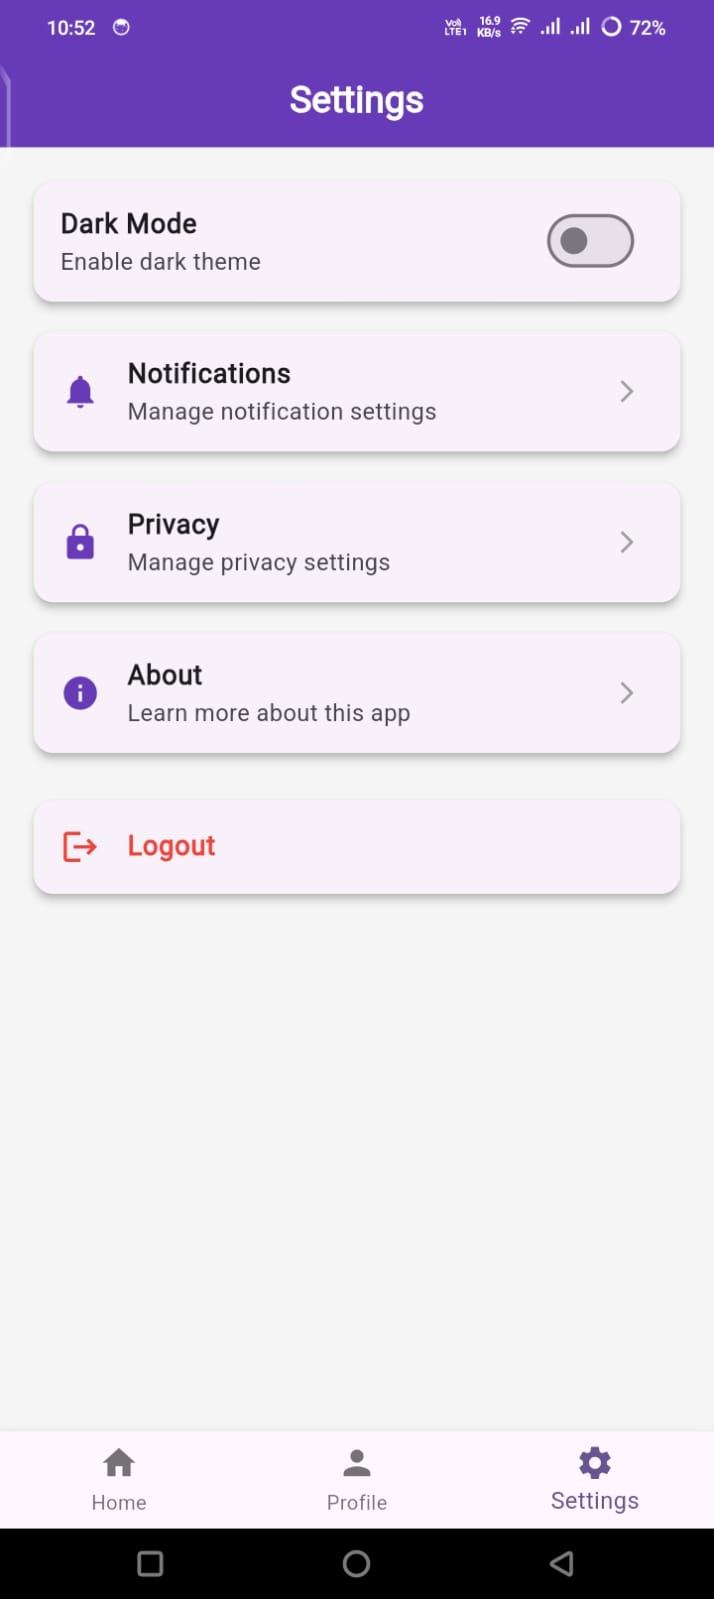 10:52 Vo) LTE1 16.9 KB/s 72%
Settings
Dark Mode
Enable dark theme
Notifications
Manage notification settings
Privacy
Manage privacy settings
About
Learn more about this app
Logout
Home Profile Settings